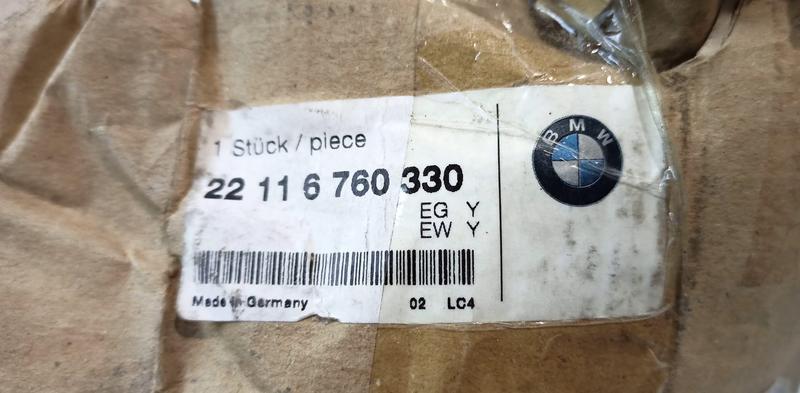 1 Stück / piece
22 11 6 760 330
EG Y
EW Y
Made in Germany 02 LC4
BMW